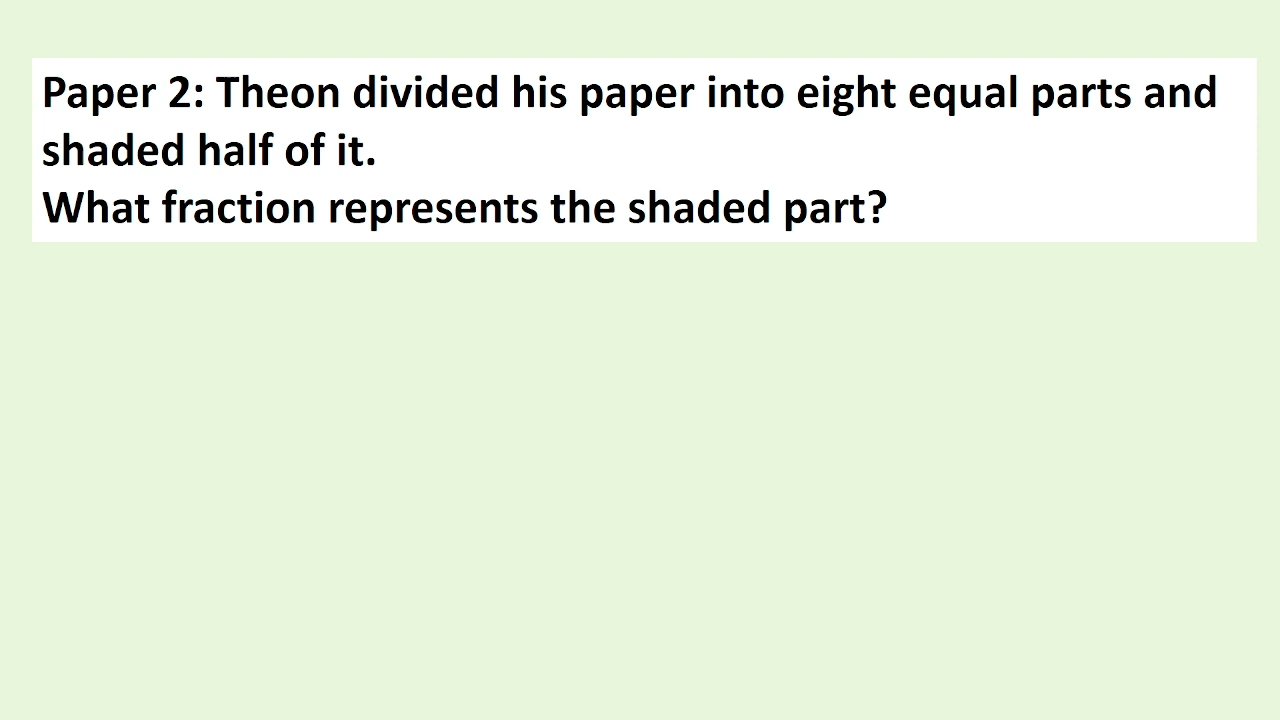 Paper 2: Theon divided his paper into eight equal parts and
shaded half of it.
What fraction represents the shaded part?